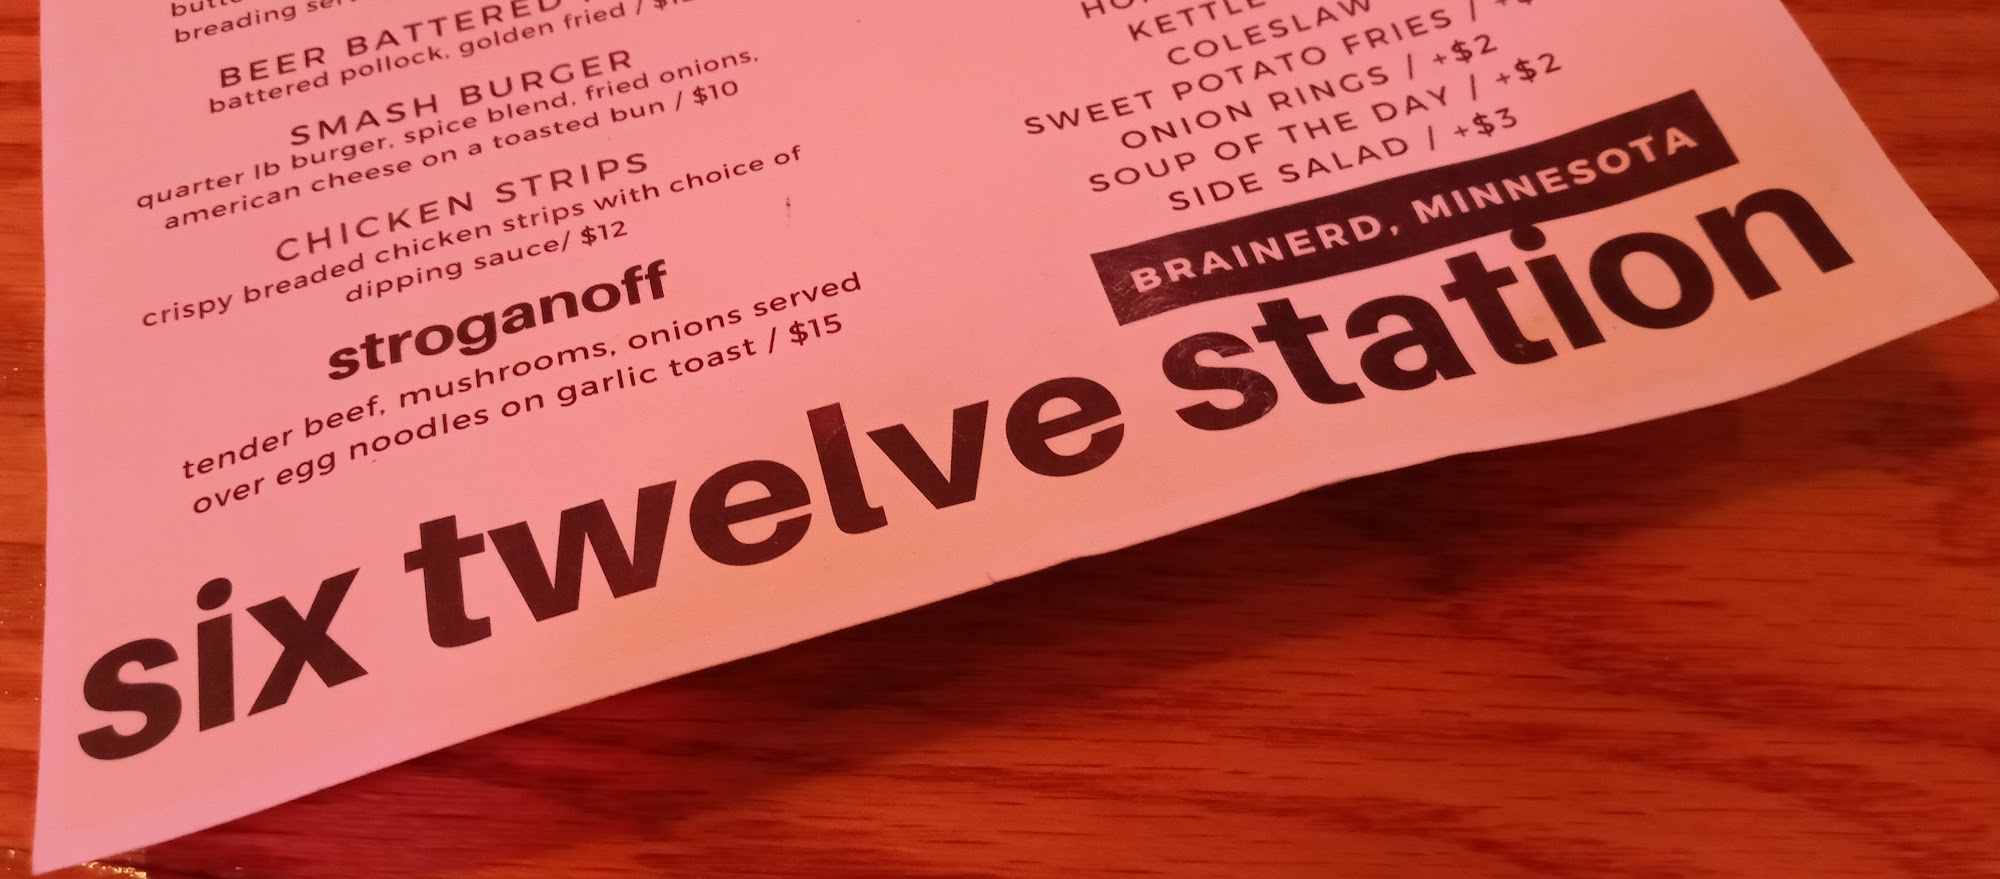 breading
BEER BATTERED
battered pollock, golden fried /
SMASH BURGER
quarter lb burger, spice blend, fried onions,
american cheese on a toasted bun / $10
CHICKEN STRIPS
crispy breaded chicken strips with choice of
dipping sauce/ $12
stroganoff
tender beef, mushrooms, onions served
over egg noodles on garlic toast / $15
KETTLE
COLESLAW
SWEET POTATO FRIES /
ONION RINGS / +$2
SOUP OF THE DAY / +$2
SIDE SALAD / +$3
BRAINERD, MINNESOTA
six twelve station